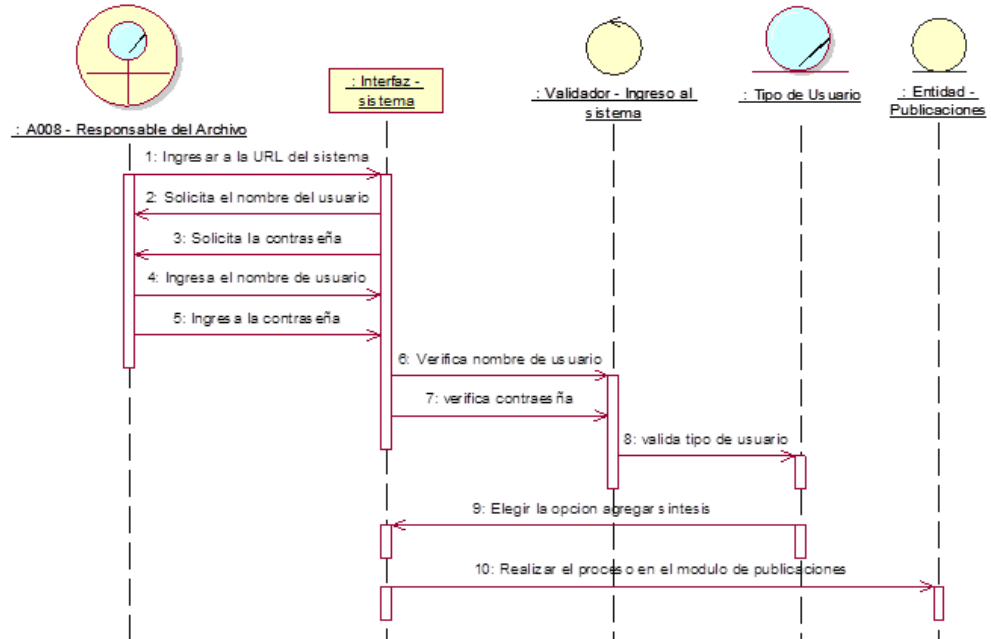 : A008 - Responsable del Archivo
: Interfaz -
sistema
: Validador - Ingreso al
sistema
: Tipo de Usuario
: Entidad -
Publicaciones
1: Ingresar a la URL del sistema
2: Solicita el nombre del usuario
3: Solicita la contraseña
4: Ingresa el nombre de usuario
5: Ingresa la contraseña
6: Verifica nombre de usuario
7: verifica contraesña
8: valida tipo de usuario
9: Elegir la opcion agregar sintesis
10: Realizar el proceso en el modulo de publicaciones